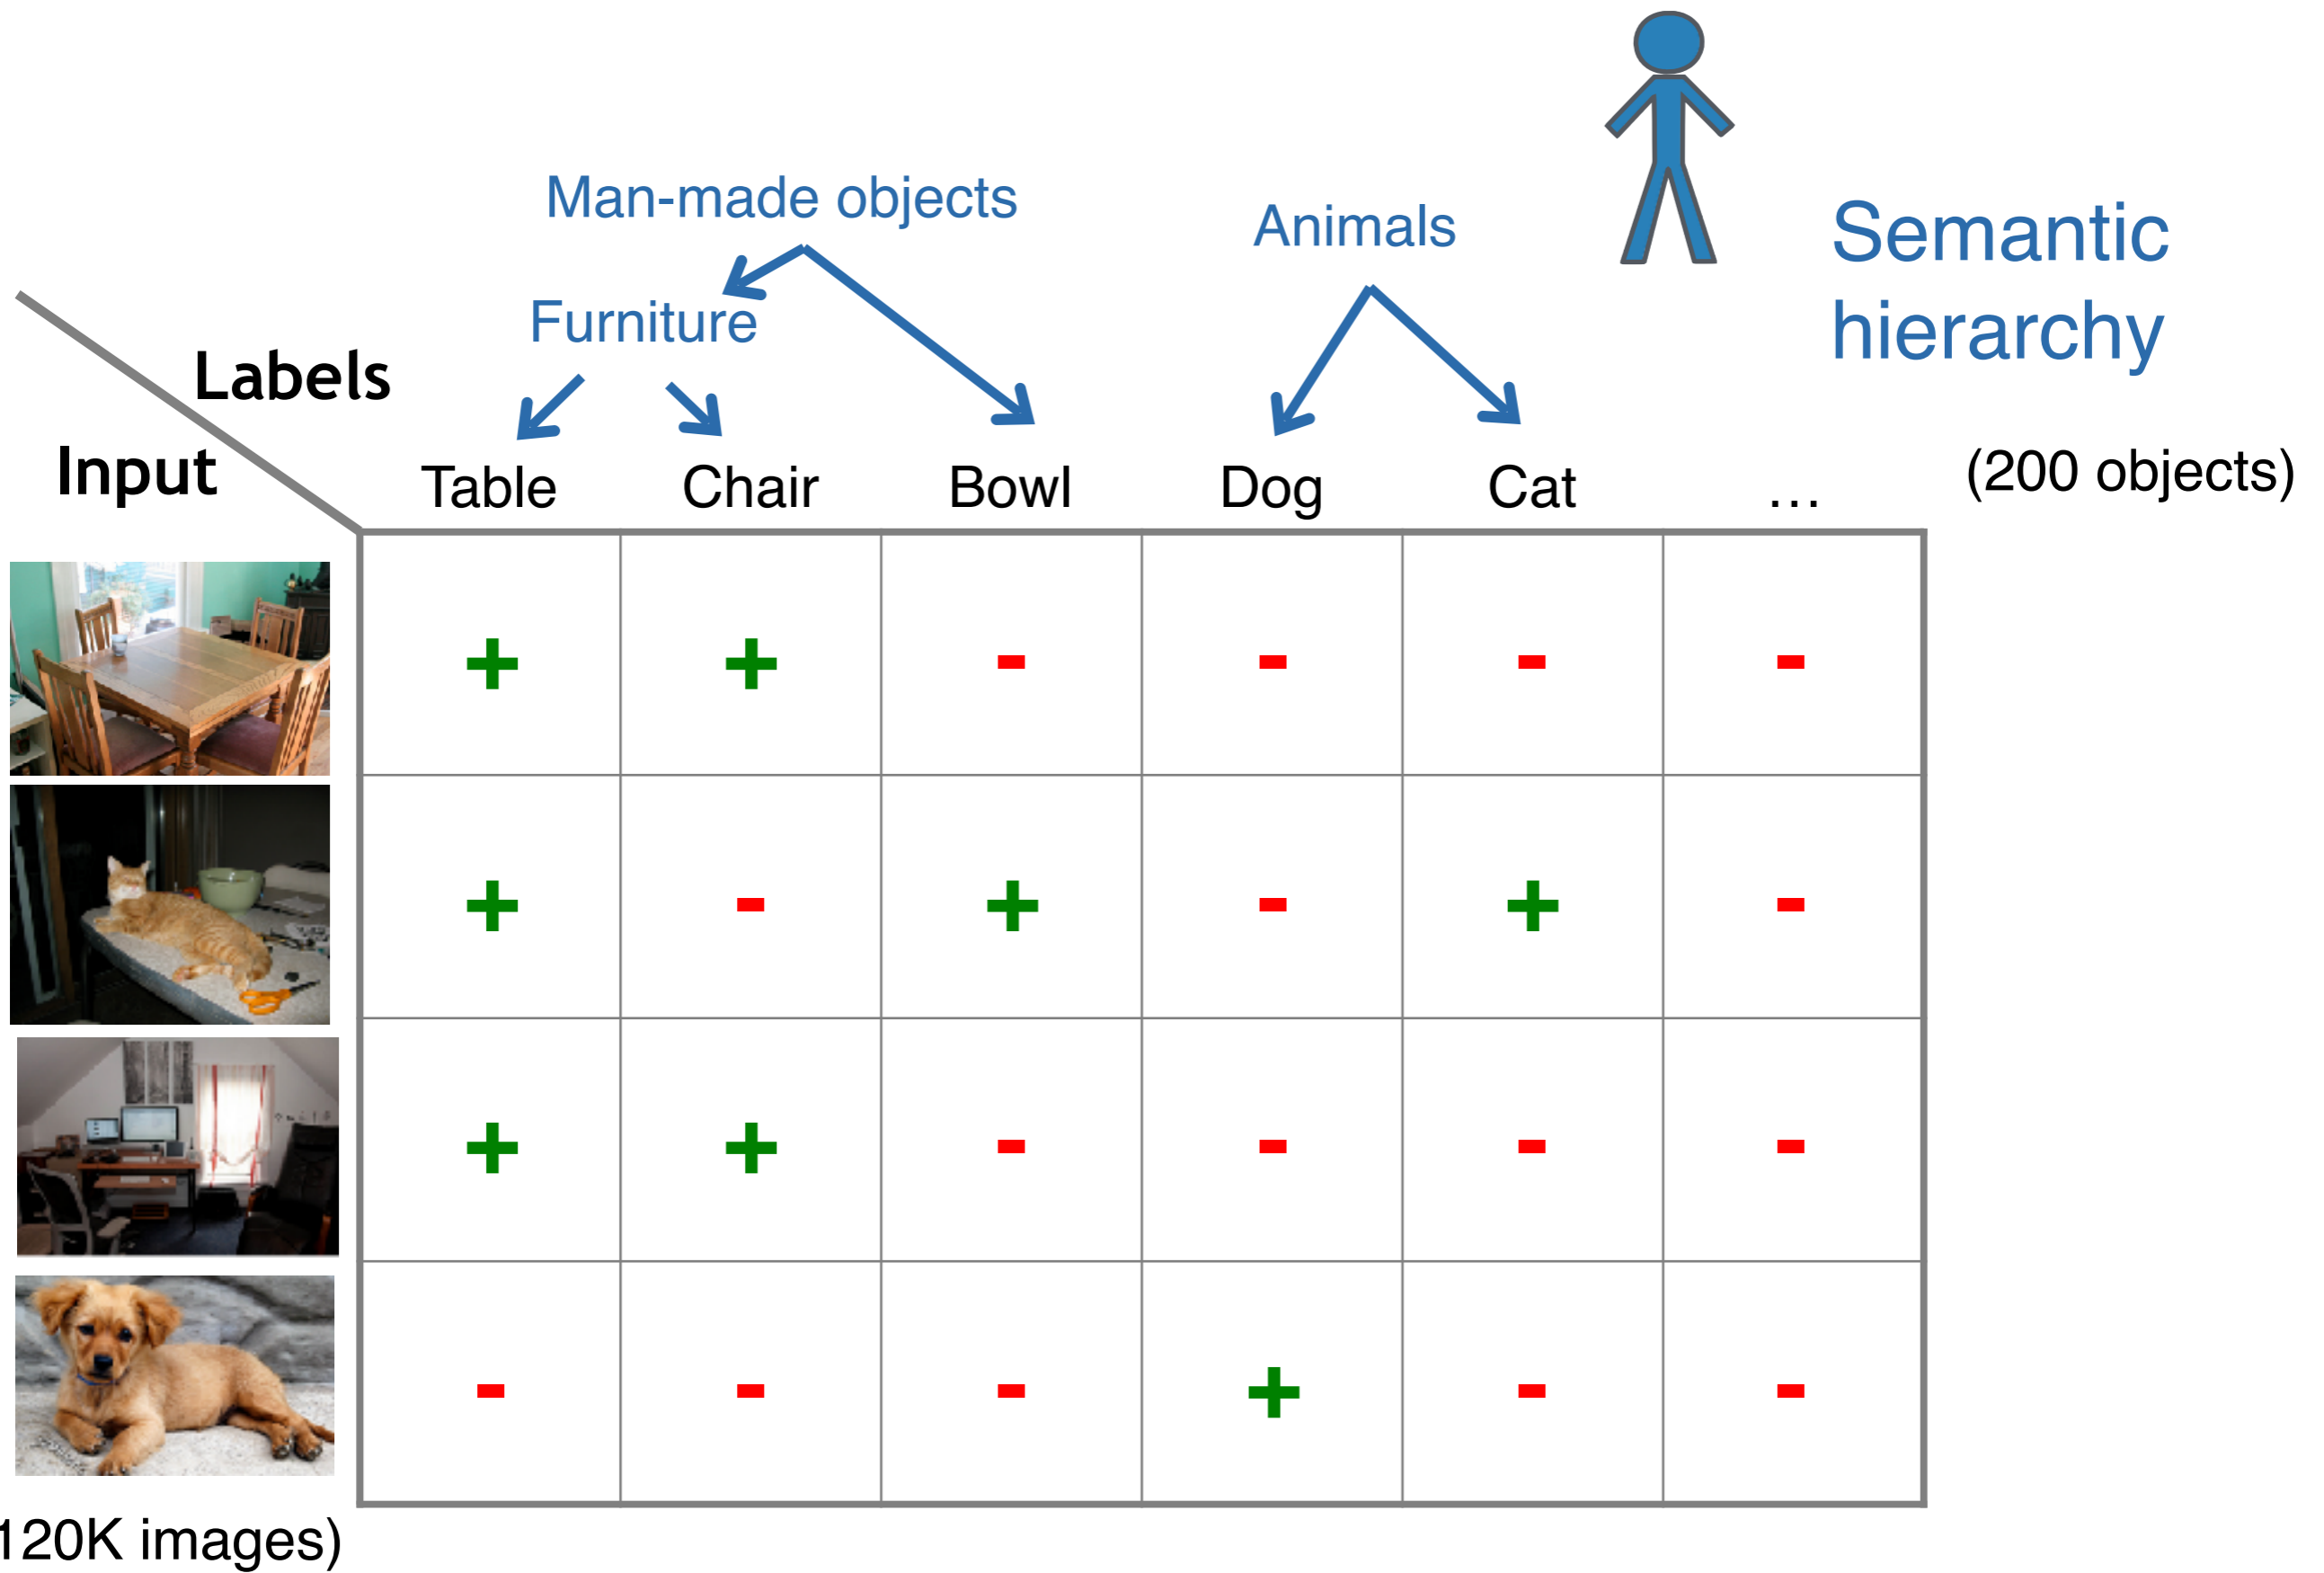 Man-made objects
Animals
Semantic
hierarchy
Furniture
Labels
Input
Table Chair Bowl Dog Cat ...
(200 objects)
+ + - - - -
+ - + - + -
+ + - - - -
- - - + - -
120K images)